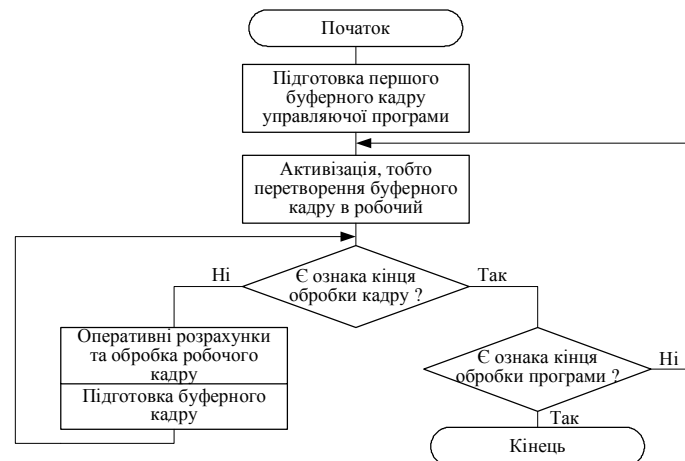 Початок
Підготовка першого
буферного кадру
управляючої програми
Активізація, тобто
перетворення буферного
кадру в робочий
Ні
Є ознака кінця
обробки кадру ?
Так
Оперативні розрахунки
та обробка робочого
кадру
Підготовка буферного
кадру
Є ознака кінця
обробки програми ?
Ні
Так
Кінець